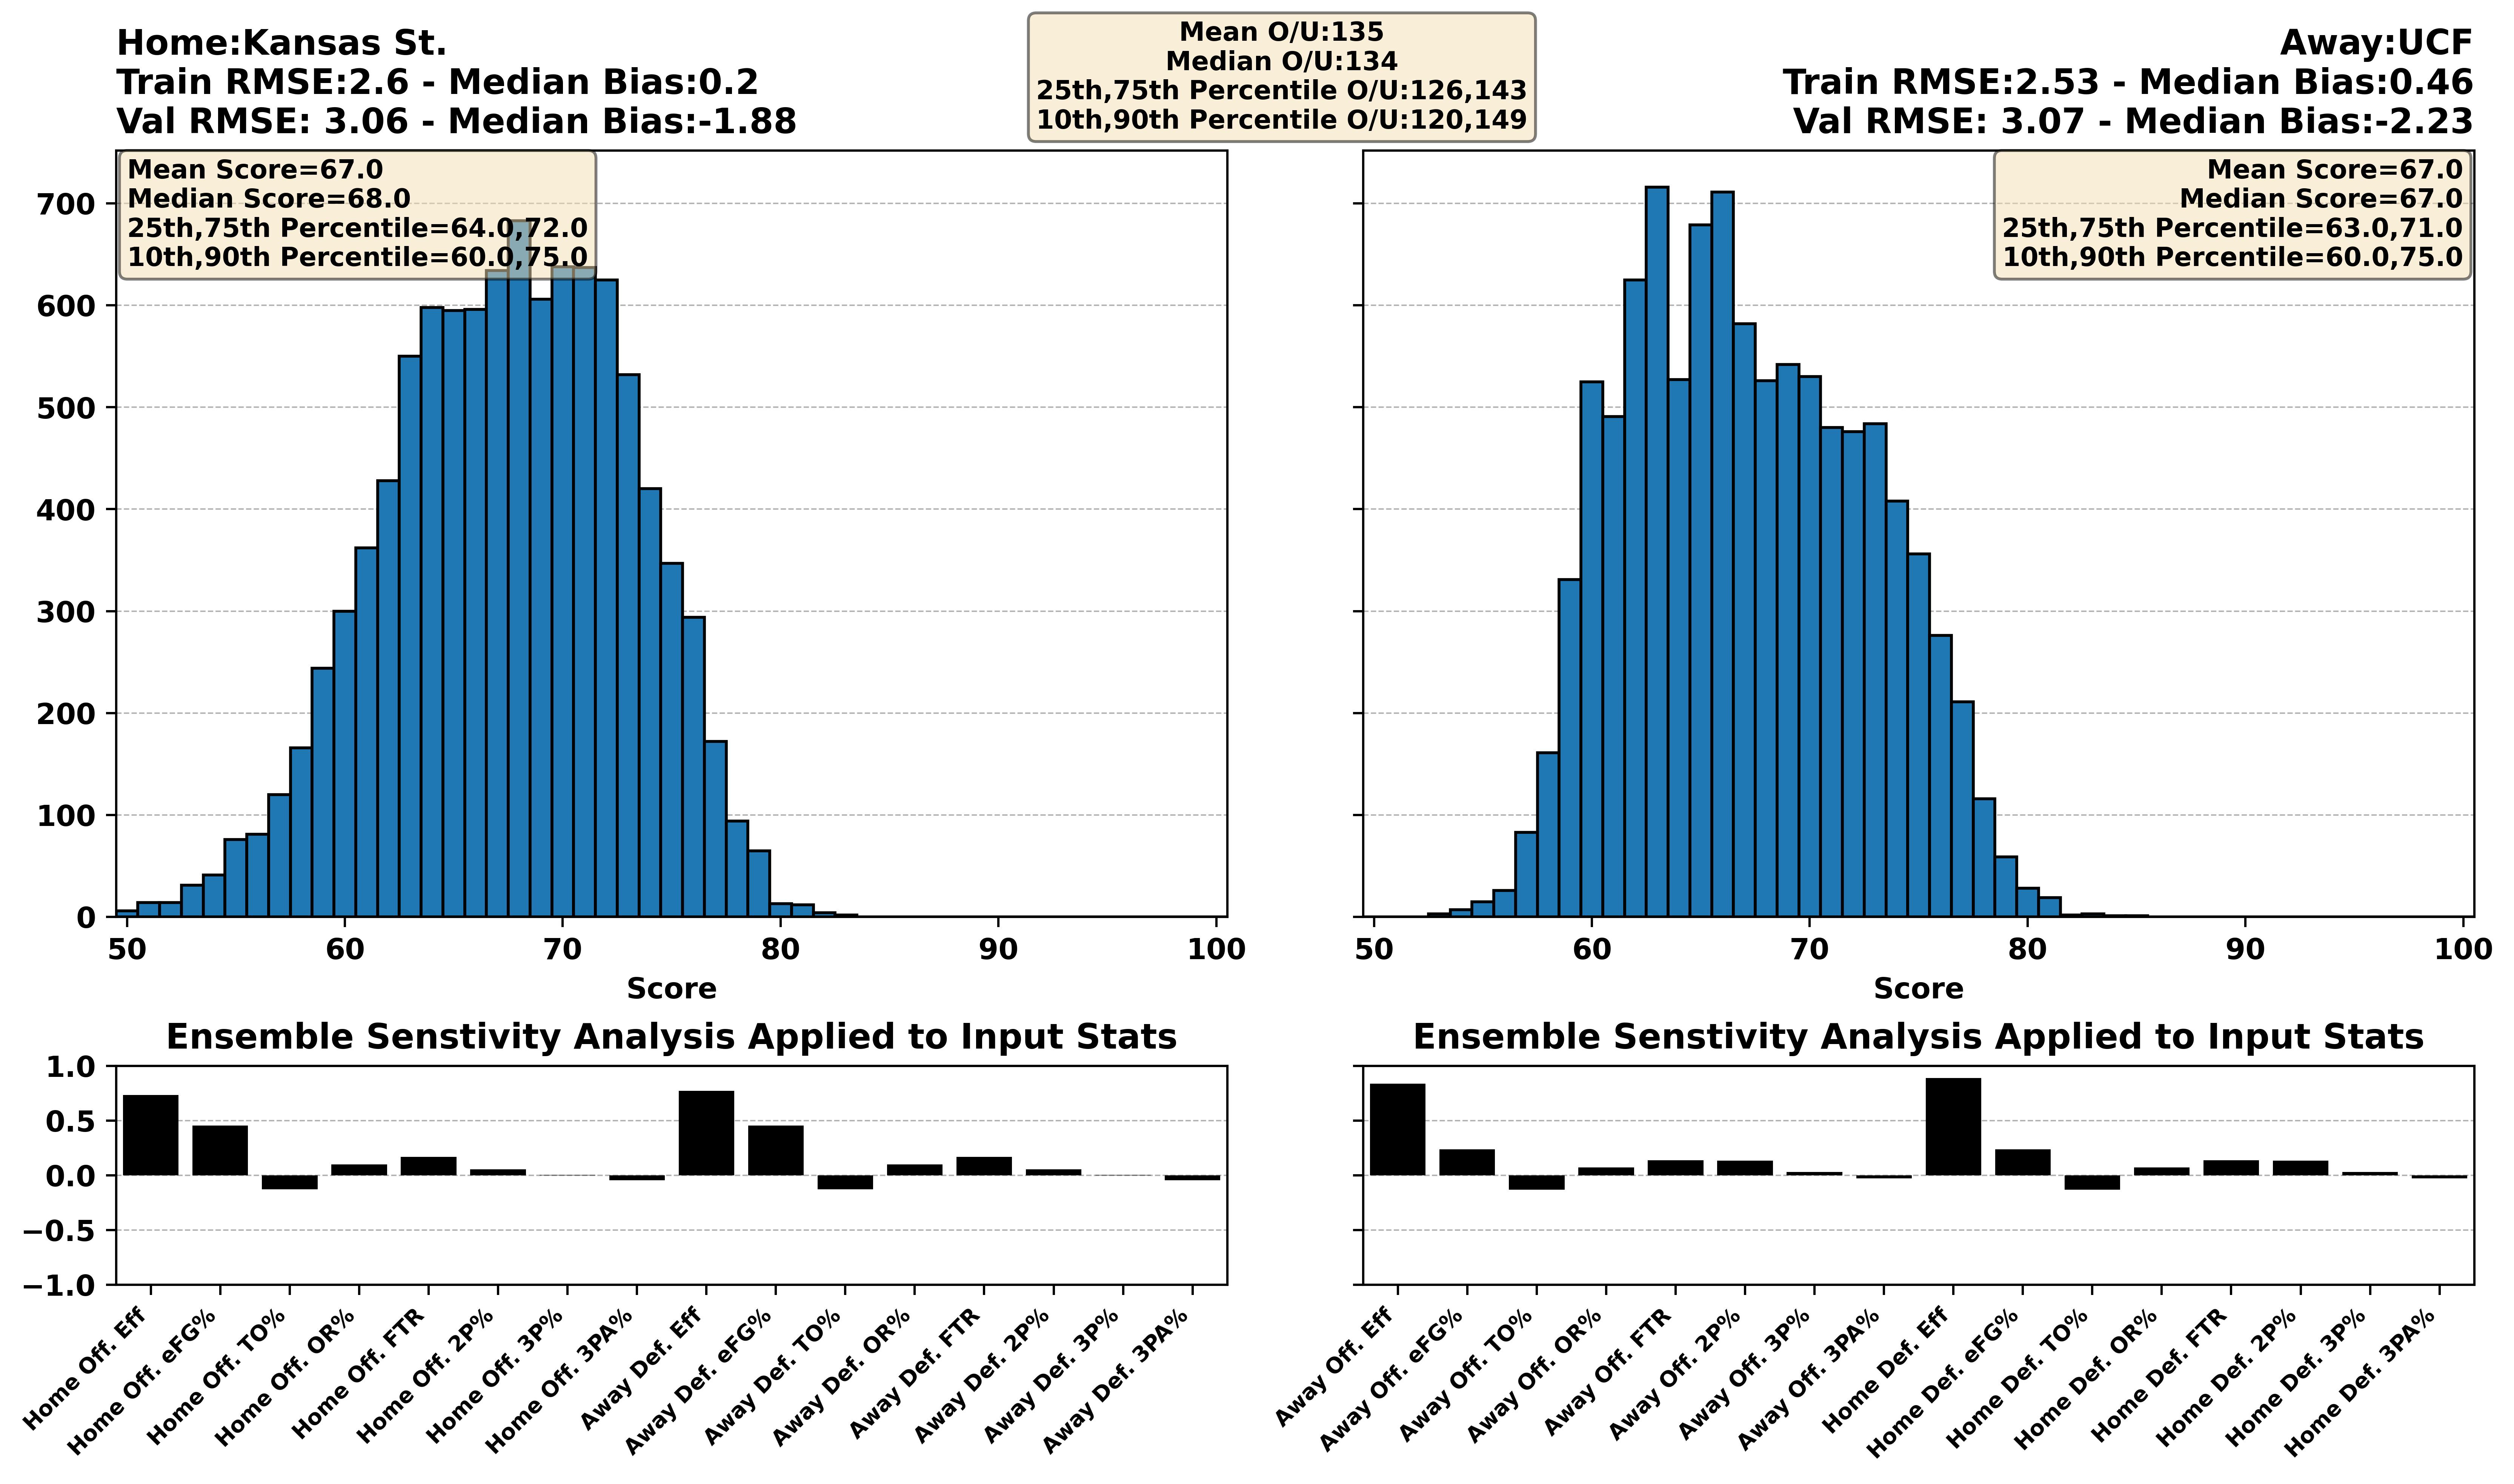 Mean O/U:135
Median O/U:134
25th,75th Percentile O/U:126,143
10th,90th Percentile O/U:120,149
Home:Kansas St.
Train RMSE:2.6 - Median Bias:0.2
Val RMSE: 3.06 - Median Bias:-1.88
Away:UCF
Train RMSE:2.53 - Median Bias:0.46
Val RMSE: 3.07 - Median Bias:-2.23
Mean Score=67.0
Median Score=68.0
25th,75th Percentile=64.0,72.0
10th,90th Percentile=60.0,75.0
700
600
500
400
300
200
100
0
50 60 70 80 90 100
Score
Mean Score=67.0
Median Score=67.0
25th,75th Percentile=63.0,71.0
10th,90th Percentile=60.0,75.0
50 60 70 80 90 100
Score
Ensemble Senstivity Analysis Applied to Input Stats
1.0
0.5
0.0
−0.5
−1.0
Home Off. Eff
Home Off. eFG%
Home Off. TO%
Home Off. OR%
Home Off. FTR
Home Off. 2P%
Home Off. 3P%
Home Off. 3PA%
Away Def. Eff
Away Def. eFG%
Away Def. TO%
Away Def. OR%
Away Def. FTR
Away Def. 2P%
Away Def. 3P%
Away Def. 3PA%
Ensemble Senstivity Analysis Applied to Input Stats
Away Off. Eff
Away Off. eFG%
Away Off. TO%
Away Off. OR%
Away Off. FTR
Away Off. 2P%
Away Off. 3P%
Away Off. 3PA%
Home Def. Eff
Home Def. eFG%
Home Def. TO%
Home Def. OR%
Home Def. FTR
Home Def. 2P%
Home Def. 3P%
Home Def. 3PA%